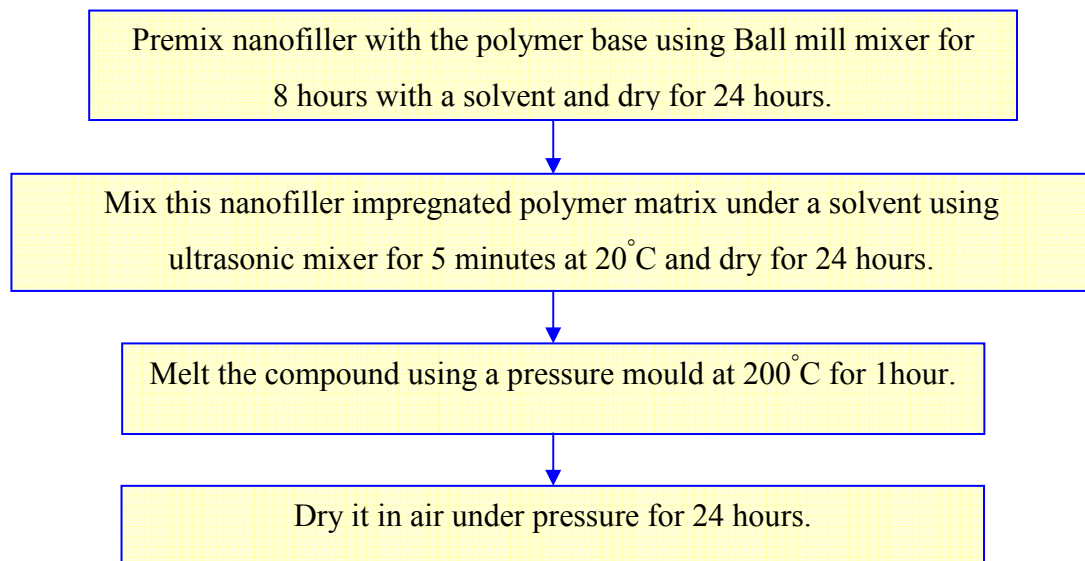 Premix nanofiller with the polymer base using Ball mill mixer for
8 hours with a solvent and dry for 24 hours.
Mix this nanofiller impregnated polymer matrix under a solvent using
ultrasonic mixer for 5 minutes at 20°C and dry for 24 hours.
Melt the compound using a pressure mould at 200°C for 1hour.
Dry it in air under pressure for 24 hours.